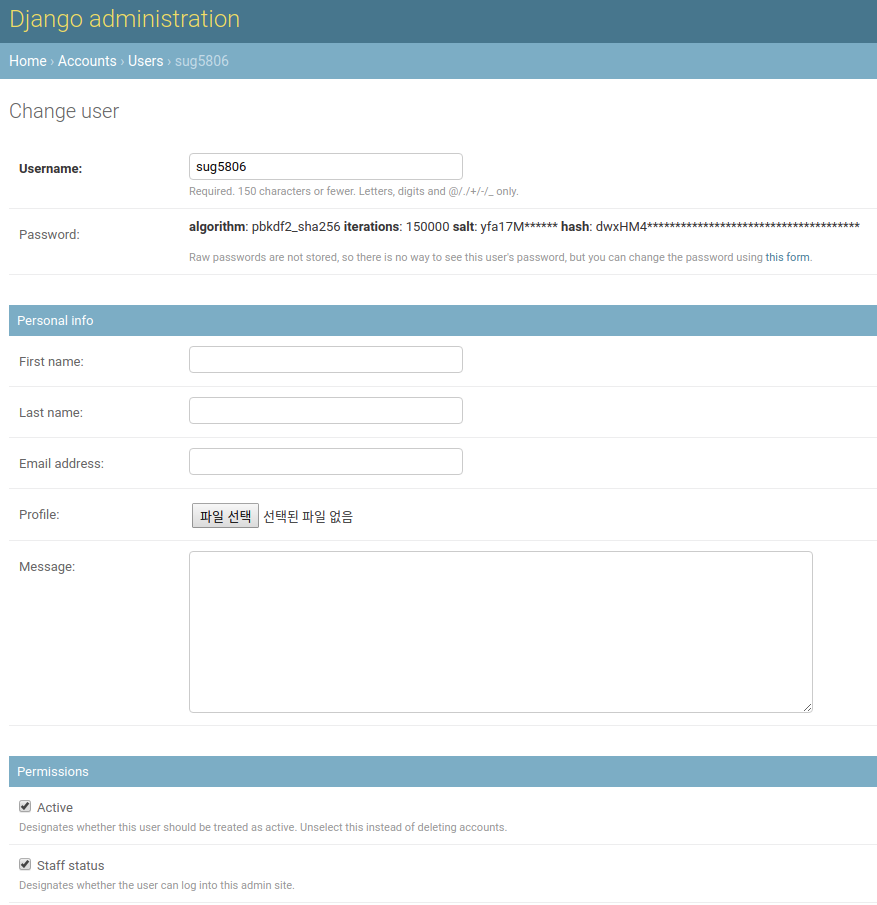 Django administration
Home › Accounts › Users › sug5806
Change user
Username: sug5806
Required. 150 characters or fewer. Letters, digits and @/./+/-/_ only.
Password: algorithm: pbkdf2_sha256 iterations: 150000 salt: yfa17M****** hash: dwxHM4**************************************
Raw passwords are not stored, so there is no way to see this user's password, but you can change the password using this form.
Personal info
First name:
Last name:
Email address:
Profile: 파일 선택 선택된 파일 없음
Message:
Permissions
Active
Designates whether this user should be treated as active. Unselect this instead of deleting accounts.
Staff status
Designates whether the user can log into this admin site.